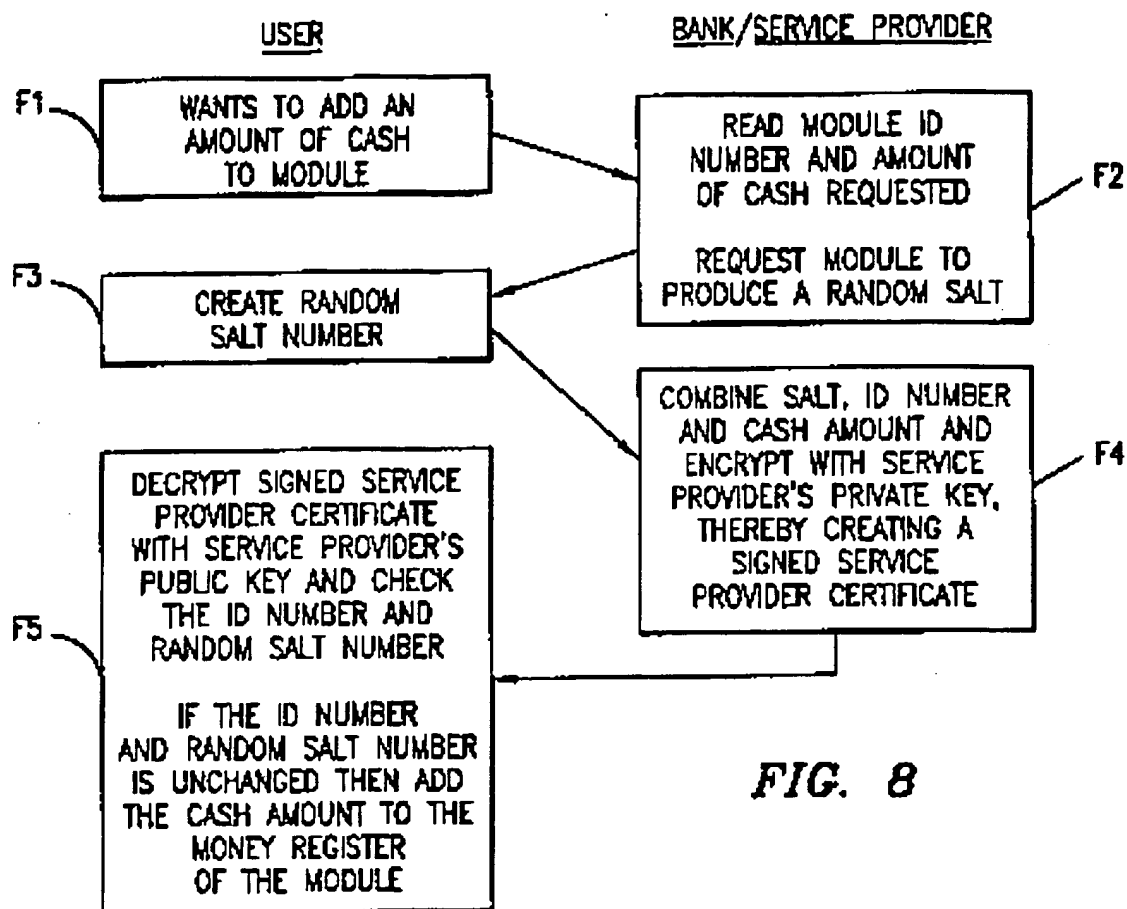 USER
BANK/SERVICE PROVIDER
F1
WANTS TO ADD AN
AMOUNT OF CASH
TO MODULE
READ MODULE ID
NUMBER AND AMOUNT
OF CASH REQUESTED
REQUEST MODULE TO
PRODUCE A RANDOM SALT
F2
F3
CREATE RANDOM
SALT NUMBER
COMBINE SALT, ID NUMBER
AND CASH AMOUNT AND
ENCRYPT WITH SERVICE
PROVIDER'S PRIVATE KEY,
THEREBY CREATING A
SIGNED SERVICE
PROVIDER CERTIFICATE
F4
F5
DECRYPT SIGNED SERVICE
PROVIDER CERTIFICATE
WITH SERVICE PROVIDER'S
PUBLIC KEY AND CHECK
THE ID NUMBER AND
RANDOM SALT NUMBER
IF THE ID NUMBER
AND RANDOM SALT NUMBER
IS UNCHANGED THEN ADD
THE CASH AMOUNT TO THE
MONEY REGISTER
OF THE MODULE
FIG. 8